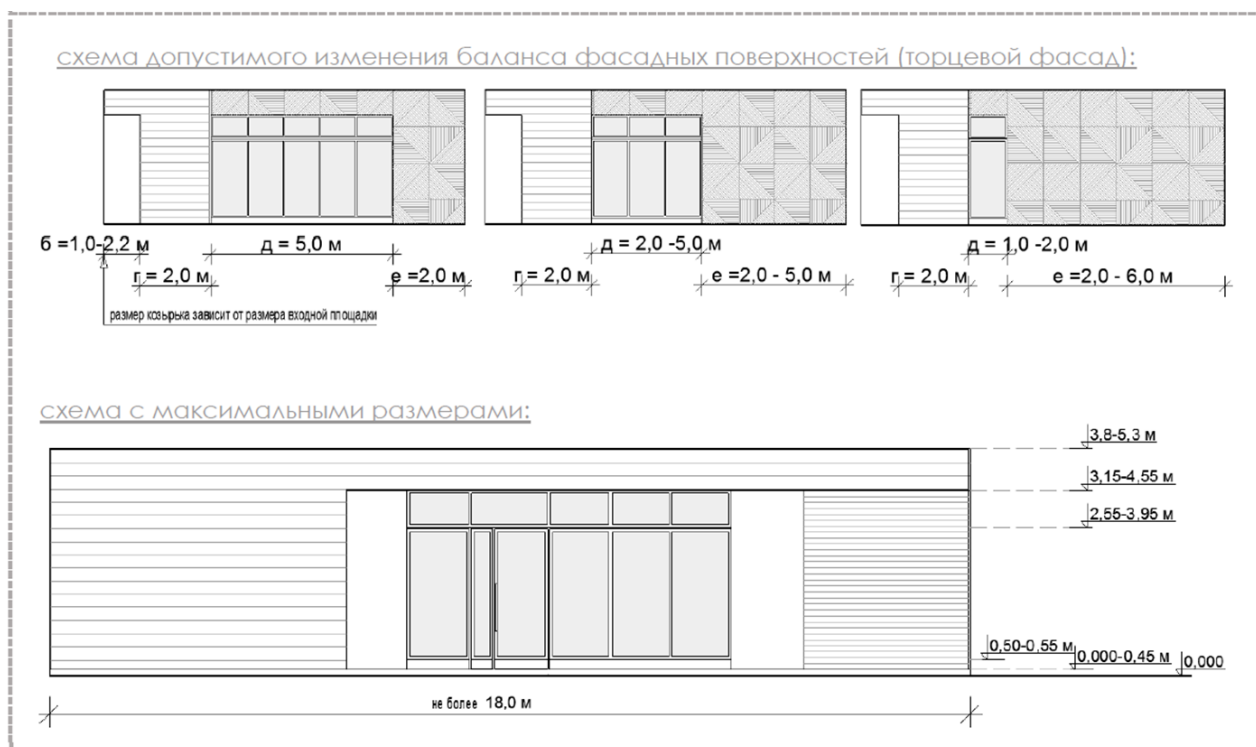 схема допустимого изменения баланса фасадных поверхностей (торцевой фасад):
б =1,0-2,2 м
д = 5,0 м
д = 2,0 -5,0 м
д = 1,0 -2,0 м
г = 2,0 м
е =2,0 м
г = 2,0 м
е =2,0 - 5,0 м
г = 2,0 м
е =2,0 - 6,0 м
размер козырька зависит от размера входной площадки
схема с максимальными размерами:
3,8-5,3 м
3,15-4,55 м
2,55-3,95 м
0,50-0,55 м
0,000-0,45 м
0,000
не более 18,0 м